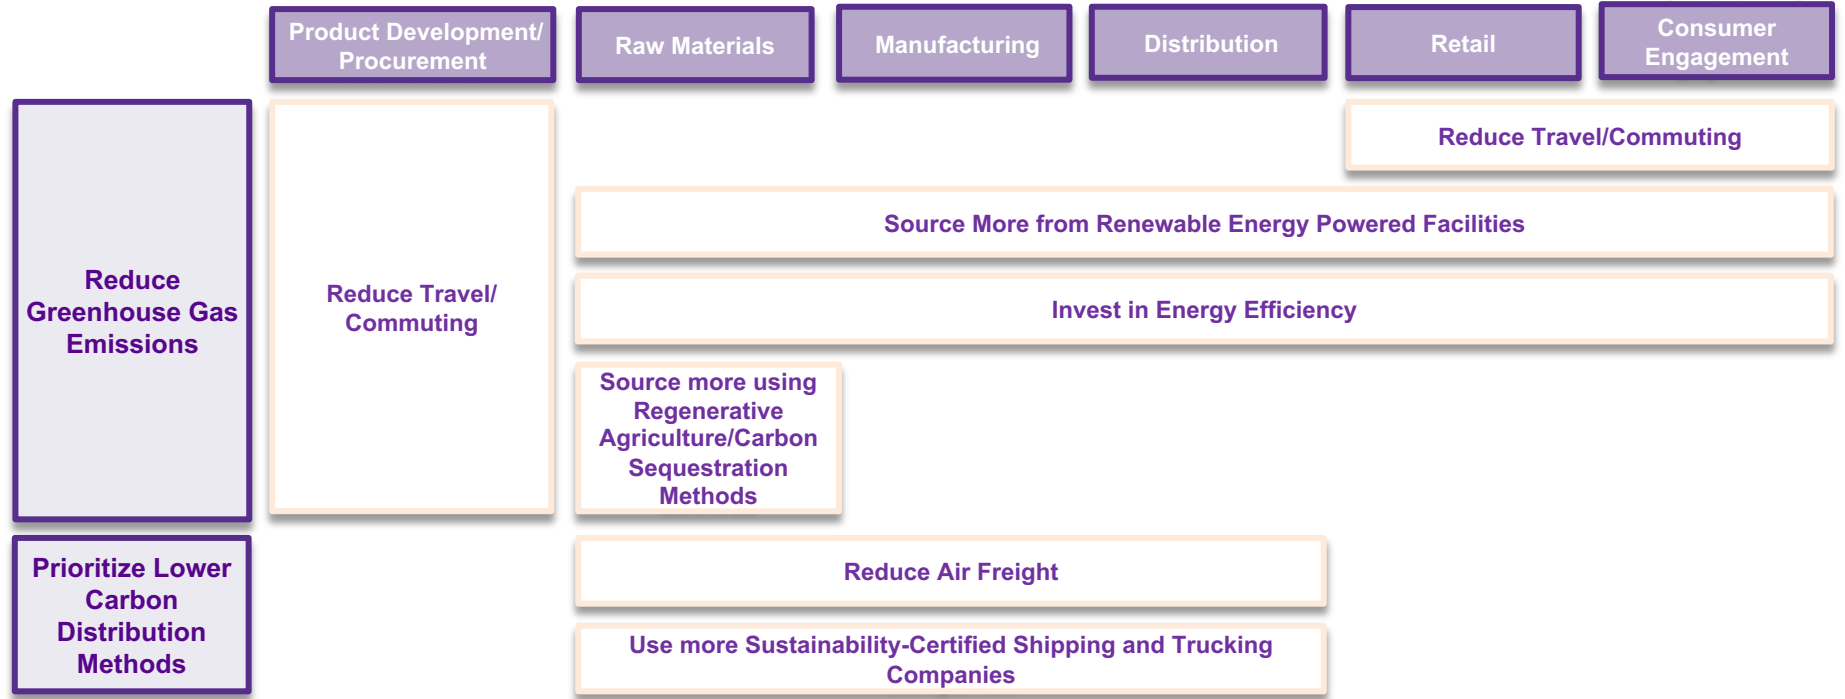 Product Development/
Procurement
Raw Materials
Manufacturing
Distribution
Retail
Consumer
Engagement
Reduce
Greenhouse Gas
Emissions
Reduce Travel/
Commuting
Reduce Travel/Commuting
Source More from Renewable Energy Powered Facilities
Invest in Energy Efficiency
Source more using
Regenerative
Agriculture/Carbon
Sequestration
Methods
Prioritize Lower
Carbon
Distribution
Methods
Reduce Air Freight
Use more Sustainability-Certified Shipping and Trucking
Companies